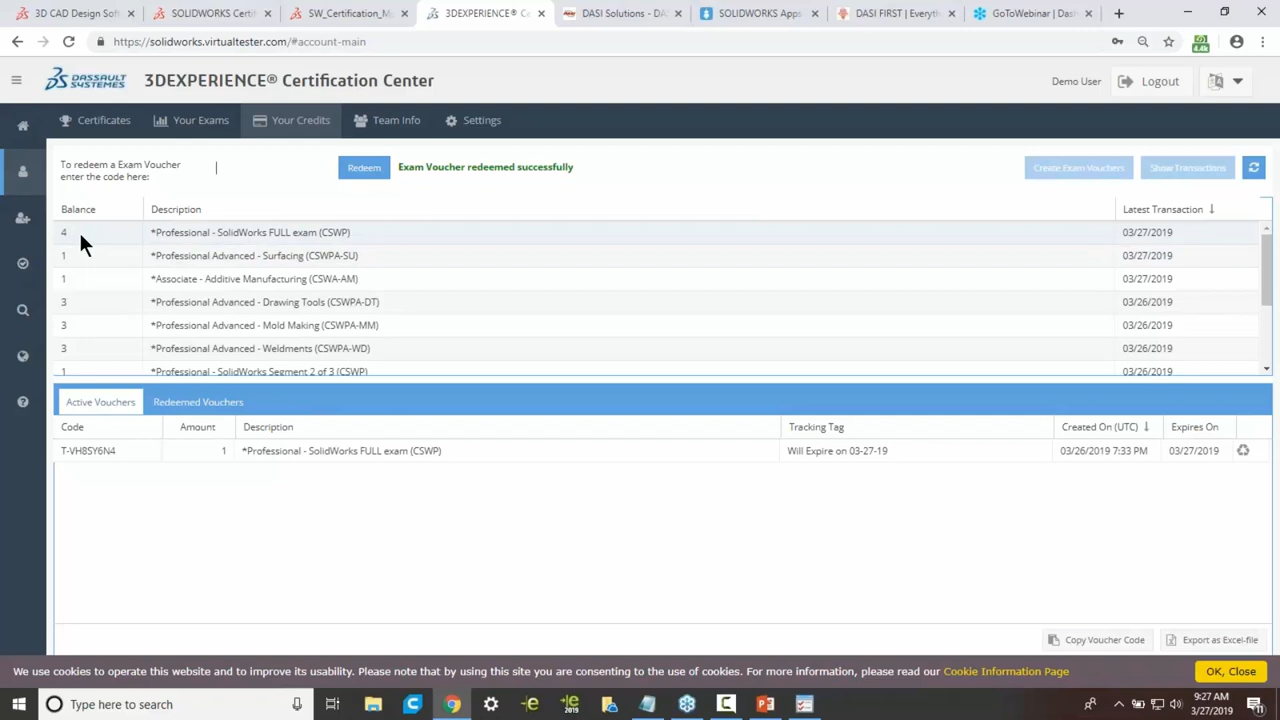 3D CAD Design Soft
SOLIDWORKS Certifi
SW_Certification_M
3DEXPERIENCE® Ce
DASI Solutions - DA
SOLIDWORKS Apps
DASI FIRST | Everyth
GoToWebinar | Dash
https://solidworks.virtualtester.com/#account-main
4.4k
DASSAULT SYSTEMES
3DEXPERIENCE® Certification Center
Demo User
Logout
Certificates
Your Exams
Your Credits
Team Info
Settings
To redeem a Exam Voucher
enter the code here:
Redeem
Exam Voucher redeemed successfully
Create Exam Vouchers
Show Transactions
Balance Description Latest Transaction
4 *Professional - SolidWorks FULL exam (CSWP) 03/27/2019
1 *Professional Advanced - Surfacing (CSWPA-SU) 03/27/2019
1 *Associate - Additive Manufacturing (CSWA-AM) 03/27/2019
3 *Professional Advanced - Drawing Tools (CSWPA-DT) 03/26/2019
3 *Professional Advanced - Mold Making (CSWPA-MM) 03/26/2019
3 *Professional Advanced - Weldments (CSWPA-WD) 03/26/2019
1 *Professional - SolidWorks Segment 2 of 3 (CSWP) 03/26/2019
Active Vouchers Redeemed Vouchers
Code Amount Description Tracking Tag Created On (UTC) Expires On
T-VH8SY6N4 1 *Professional - SolidWorks FULL exam (CSWP) Will Expire on 03-27-19 03/26/2019 7:33 PM 03/27/2019
Copy Voucher Code
Export as Excel-file
We use cookies to operate this website and to improve its usability. Please note that by using this site you are consenting to the use of cookies. For more information, please read our Cookie Information Page
OK, Close
Type here to search
9:27 AM
3/27/2019